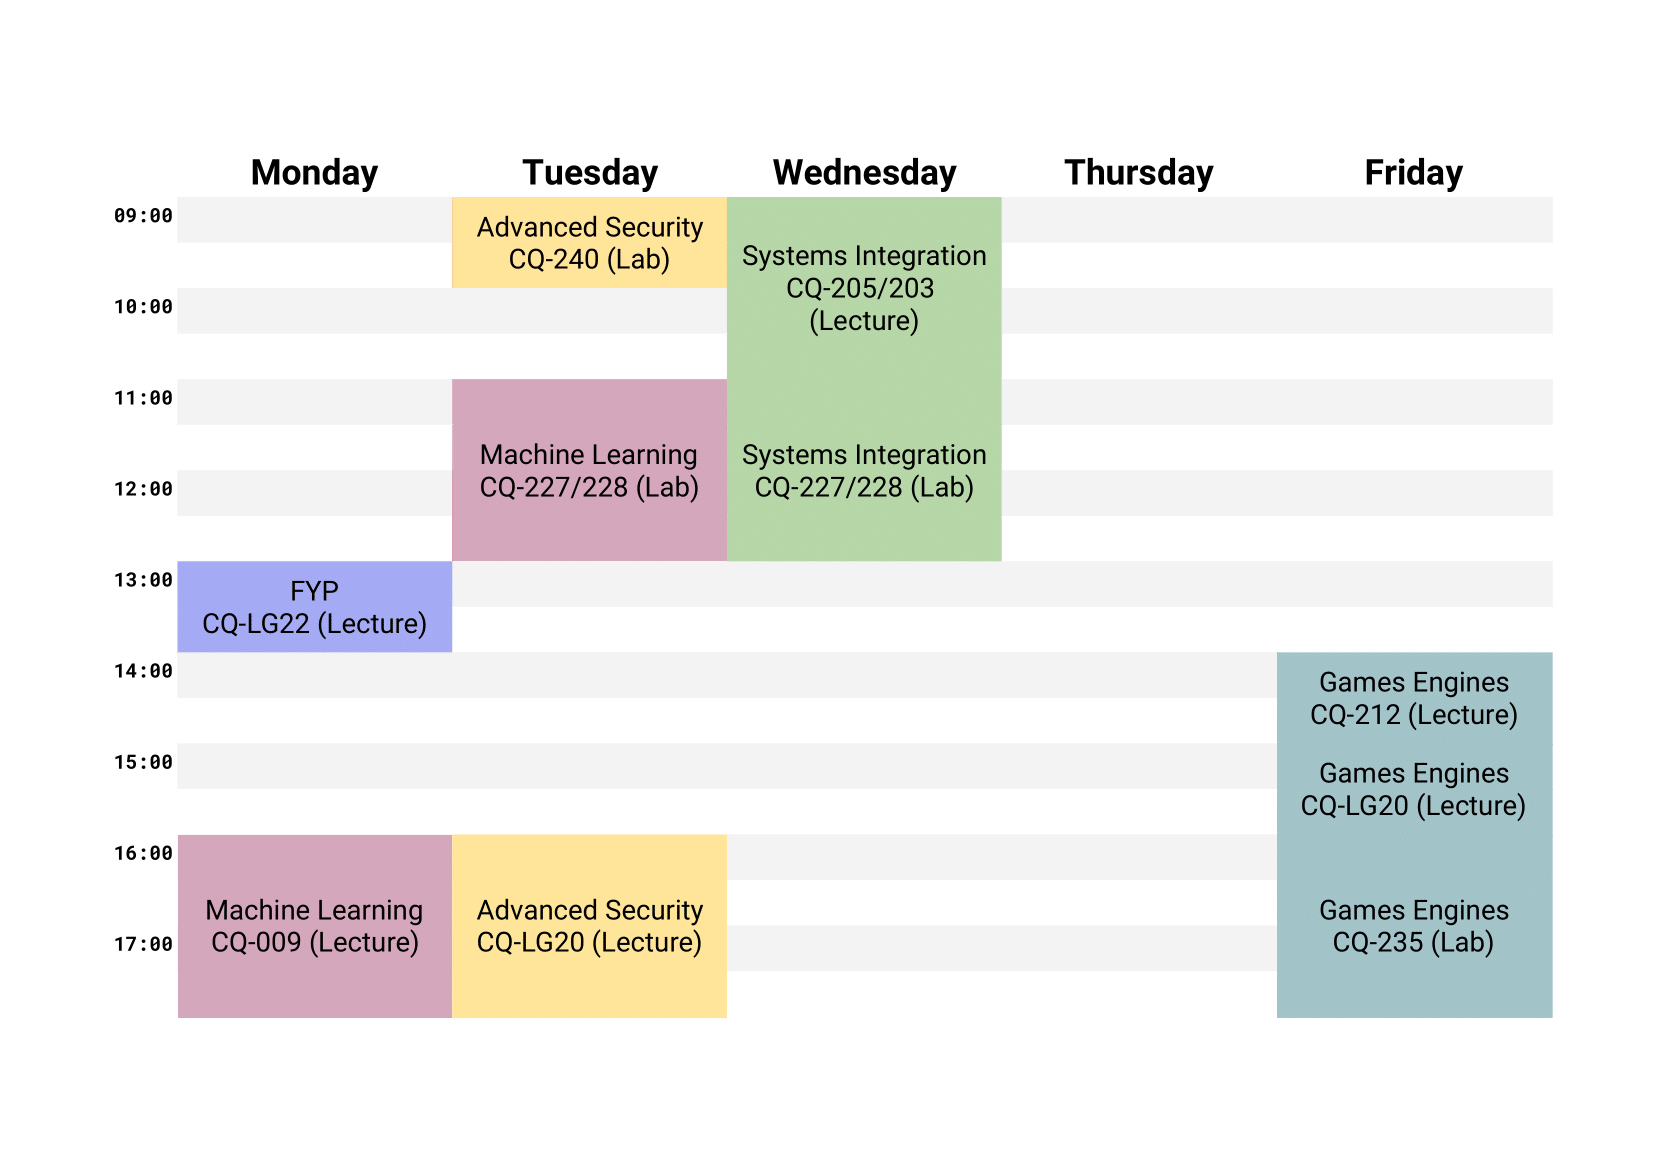 Monday Tuesday Wednesday Thursday Friday
09:00
Advanced Security
CQ-240 (Lab)
Systems Integration
CQ-205/203
(Lecture)
10:00
11:00
Machine Learning
CQ-227/228 (Lab)
Systems Integration
CQ-227/228 (Lab)
12:00
13:00
FYP
CQ-LG22 (Lecture)
14:00
Games Engines
CQ-212 (Lecture)
15:00
Games Engines
CQ-LG20 (Lecture)
16:00
Machine Learning
CQ-009 (Lecture)
Advanced Security
CQ-LG20 (Lecture)
Games Engines
CQ-235 (Lab)
17:00